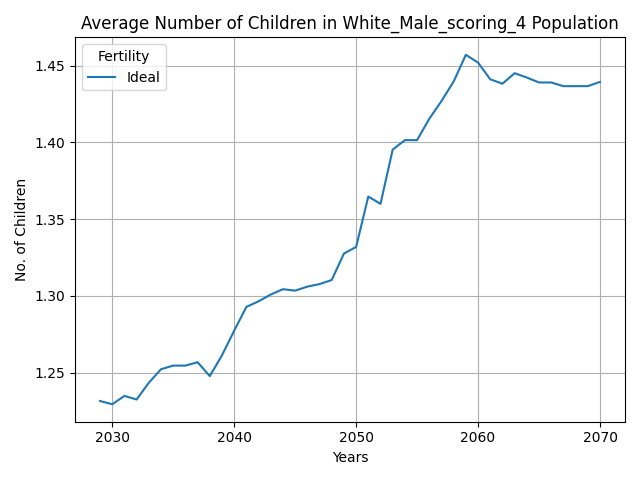 Average Number of Children in White_Male_scoring_4 Population
Fertility
Ideal
No. of Children
1.45
1.40
1.35
1.30
1.25
2030 2040 2050 2060 2070
Years